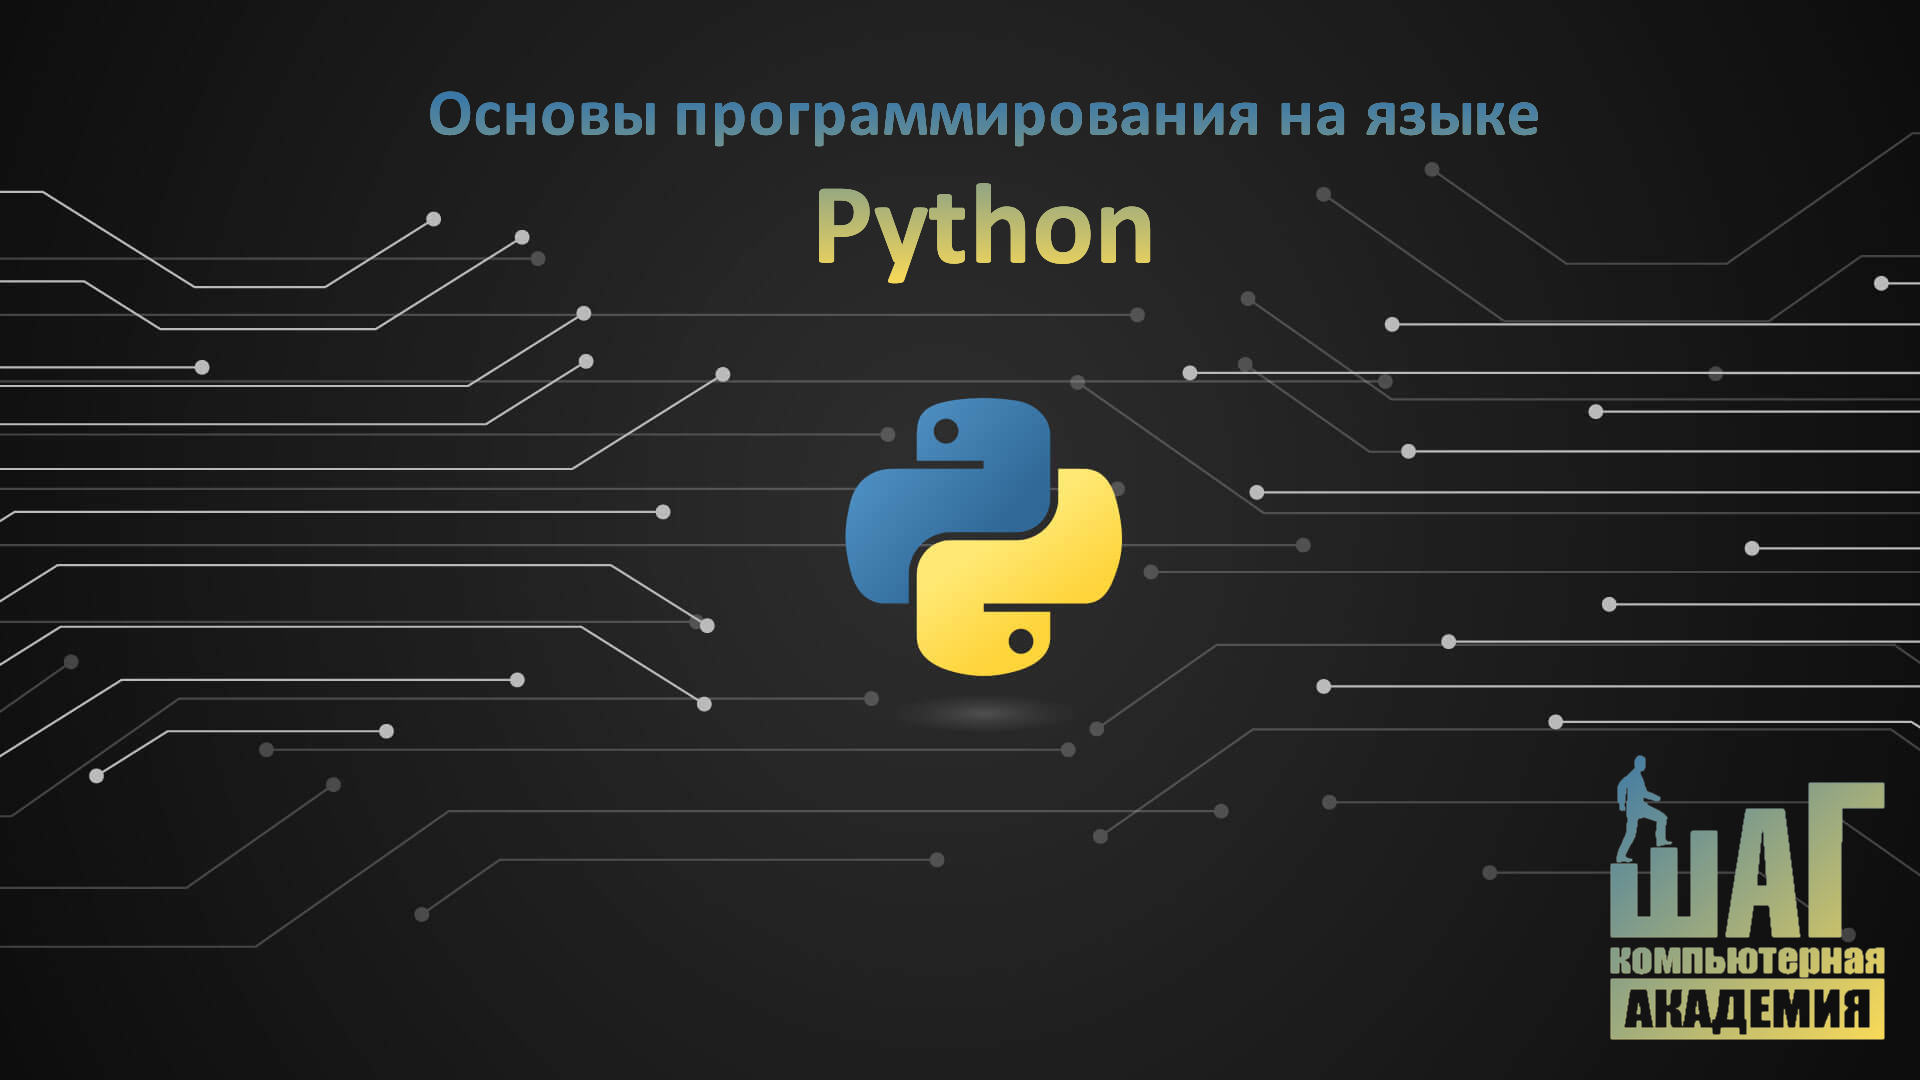 Основы программирования на языке
Python
ШАГ
КОМПЬЮТЕРНАЯ
АКАДЕМИЯ